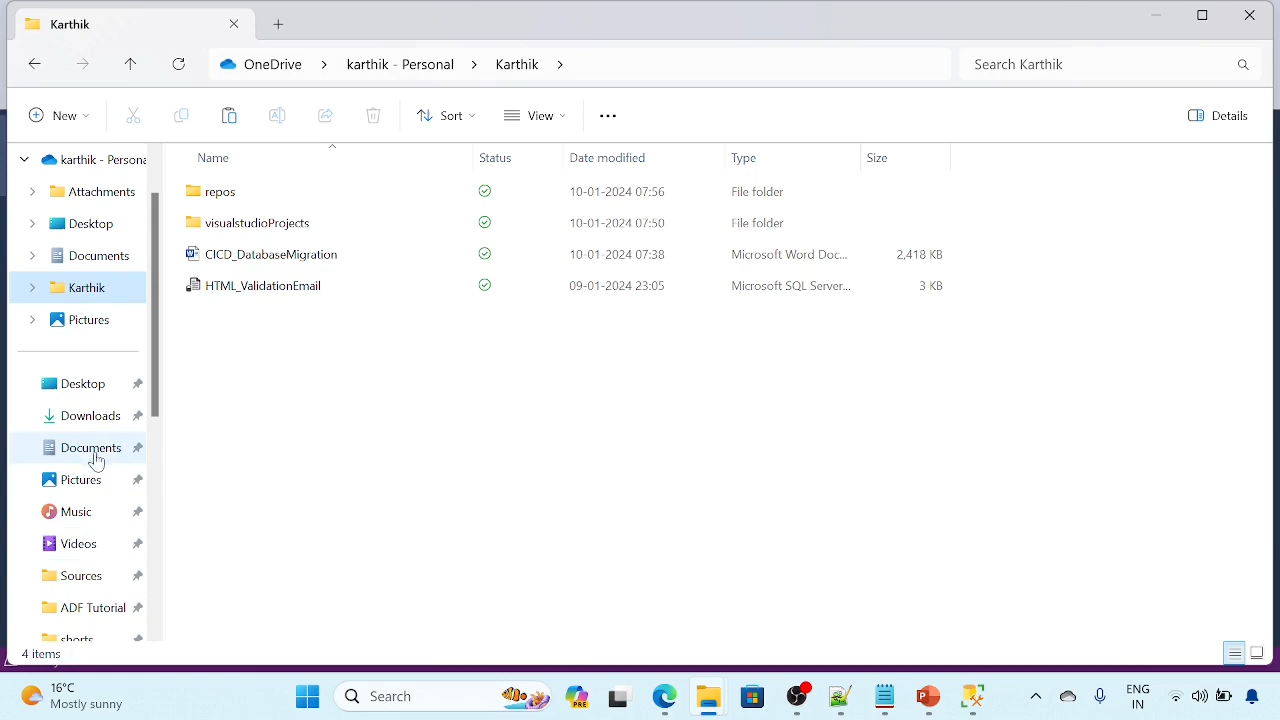 Karthik
OneDrive karthik - Personal Karthik
Search Karthik
New Sort View Details
Name Status Date modified Type Size
karthik - Persona
Attachments
Desktop
Documents
Karthik
Pictures
Desktop
Downloads
Documents
Pictures
Music
Videos
Sources
ADF Tutorial
shorts
repos 10-01-2024 07:56 File folder
visualstudioProjects 10-01-2024 07:50 File folder
CICD_DatabaseMigration 10-01-2024 07:38 Microsoft Word Doc... 2,418 KB
HTML_ValidationEmail 09-01-2024 23:05 Microsoft SQL Server... 3 KB
4 items
16°C
Mostly sunny
Search
PRE
ENG
IN